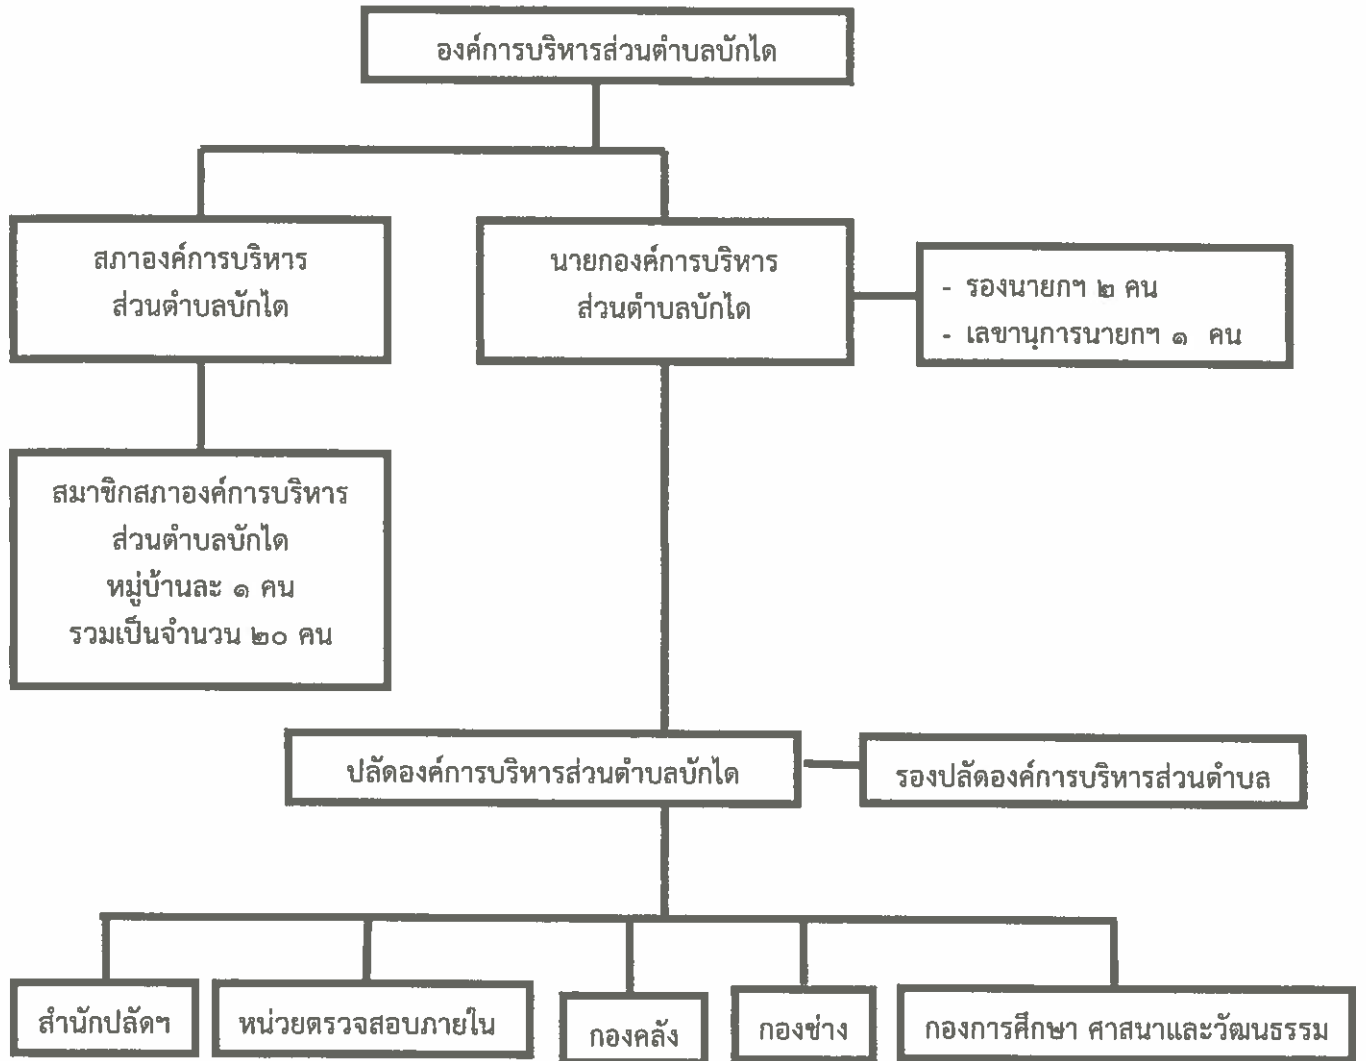 องค์การบริหารส่วนตำบลบักได
สภาองค์การบริหาร
ส่วนตำบลบักได
นายกองค์การบริหาร
ส่วนตำบลบักได
- รองนายกฯ ๒ คน
- เลขานุการนายกฯ ๑ คน
สมาชิกสภาองค์การบริหาร
ส่วนตำบลบักได
หมู่บ้านละ ๑ คน
รวมเป็นจำนวน ๒๐ คน
ปลัดองค์การบริหารส่วนตำบลบักได
รองปลัดองค์การบริหารส่วนตำบล
สำนักปลัดฯ
หน่วยตรวจสอบภายใน
กองคลัง
กองช่าง
กองการศึกษา ศาสนาและวัฒนธรรม